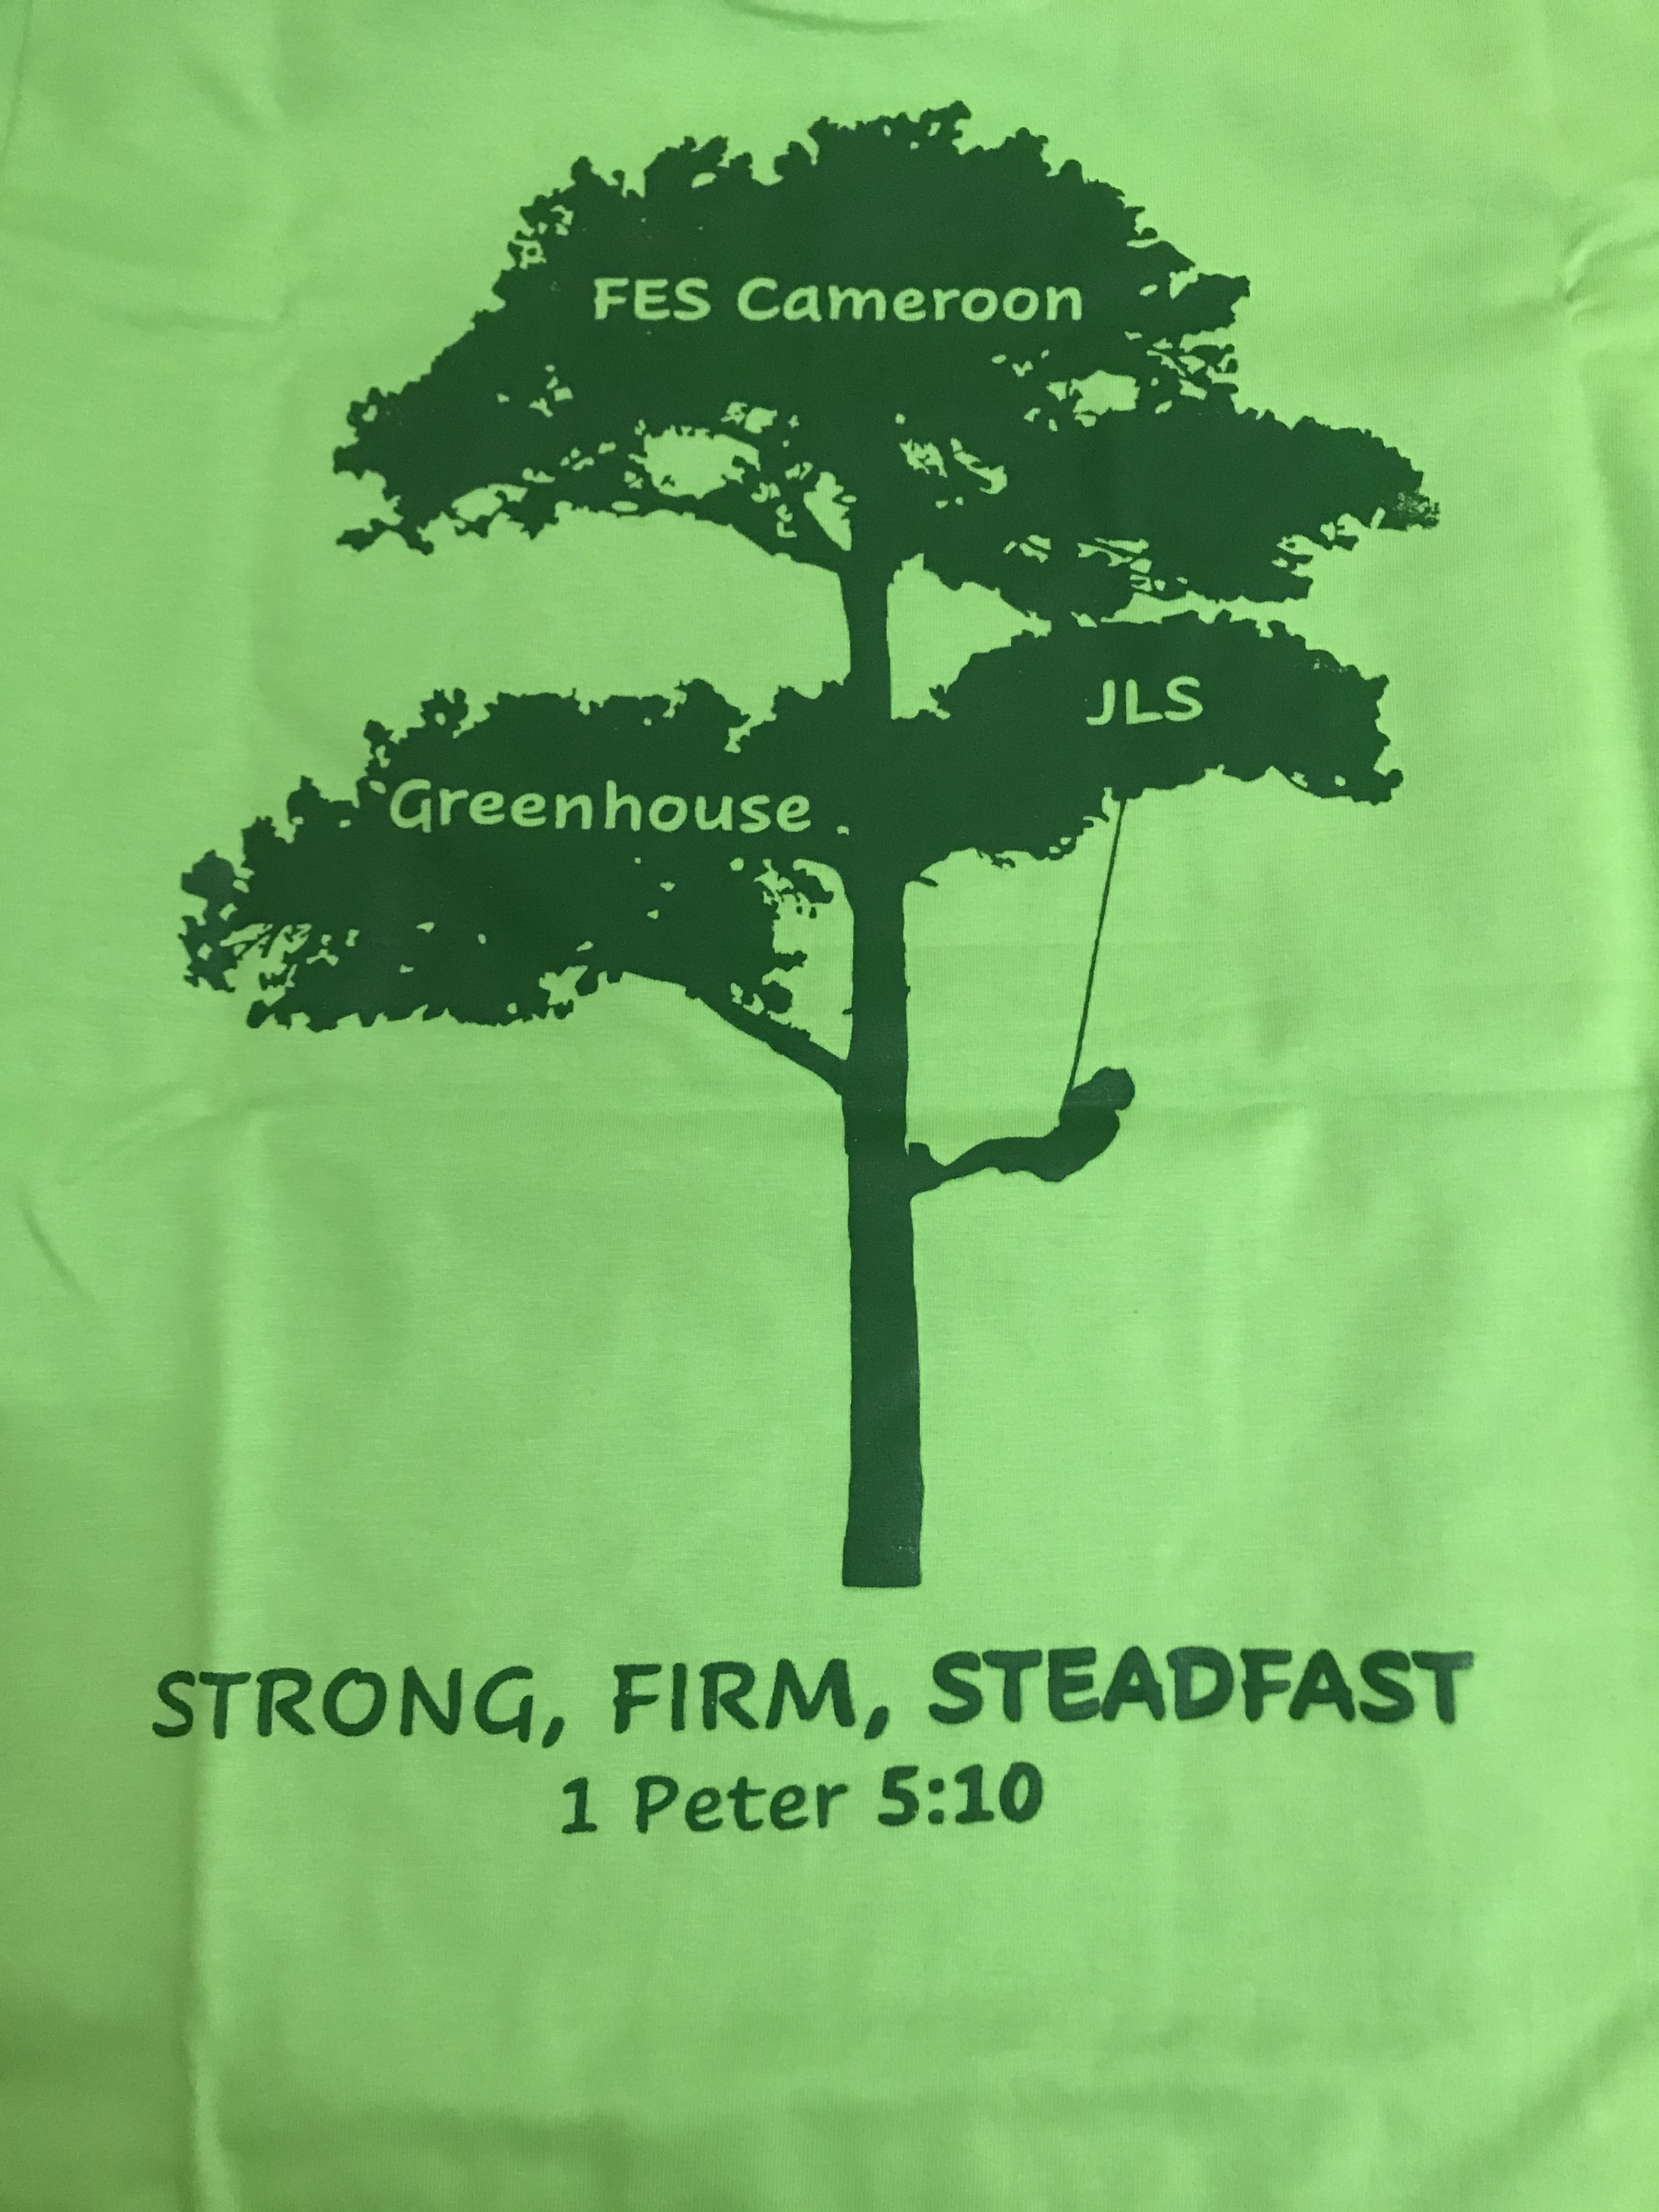 FES Cameroon
JLS
Greenhouse
STRONG, FIRM, STEADFAST
1 Peter 5:10